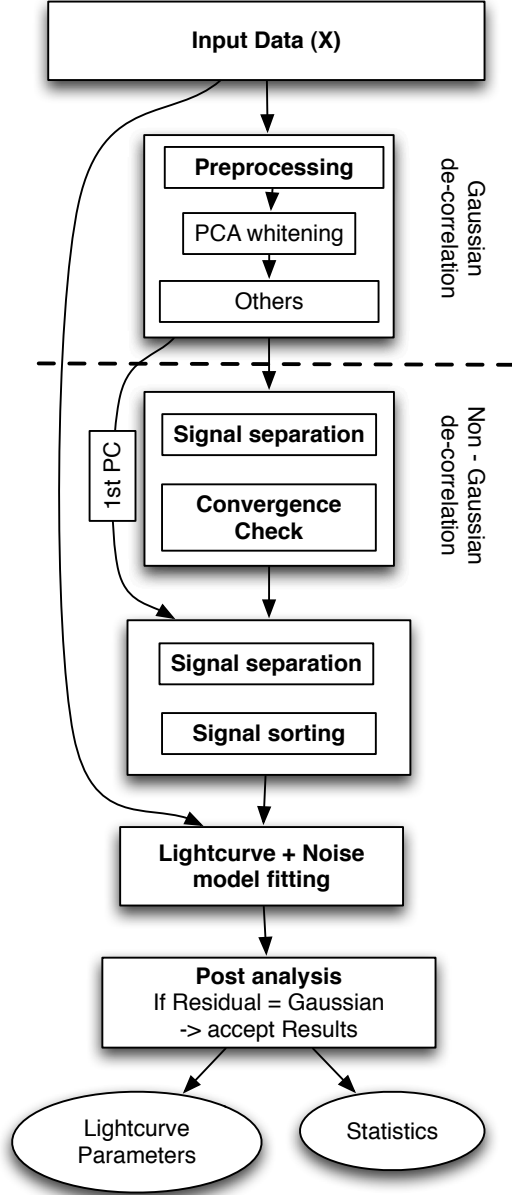 Input Data (X)
Preprocessing
PCA whitening
Others
Gaussian
de-correlation
1st PC
Signal separation
Convergence
Check
Non - Gaussian
de-correlation
Signal separation
Signal sorting
Lightcurve + Noise
model fitting
Post analysis
If Residual = Gaussian
-> accept Results
Lightcurve
Parameters
Statistics